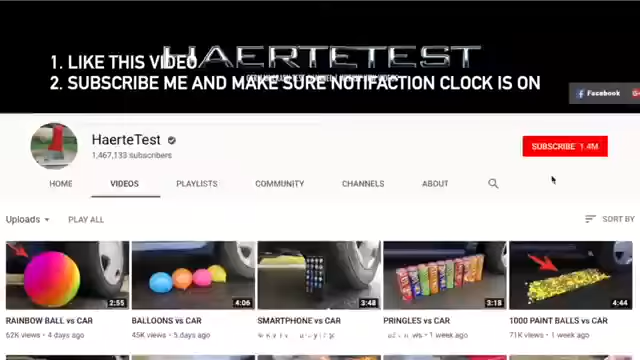 HAERTETEST
1. LIKE THIS VIDEO
2. SUBSCRIBE ME AND MAKE SURE NOTIFACTION CLOCK IS ON
Facebook
HaerteTest
1,467,133 subscribers
SUBSCRIBE 1.4M
HOME VIDEOS PLAYLISTS COMMUNITY CHANNELS ABOUT
Uploads PLAY ALL SORT BY
2:55 4:06 3:48 3:18 4:44
RAINBOW BALL vs CAR BALLOONS vs CAR SMARTPHONE vs CAR PRINGLES vs CAR 1000 PAINT BALLS vs CAR
62K views • 4 days ago 45K views • 5 days ago 1 week ago 71K views • 1 week ago